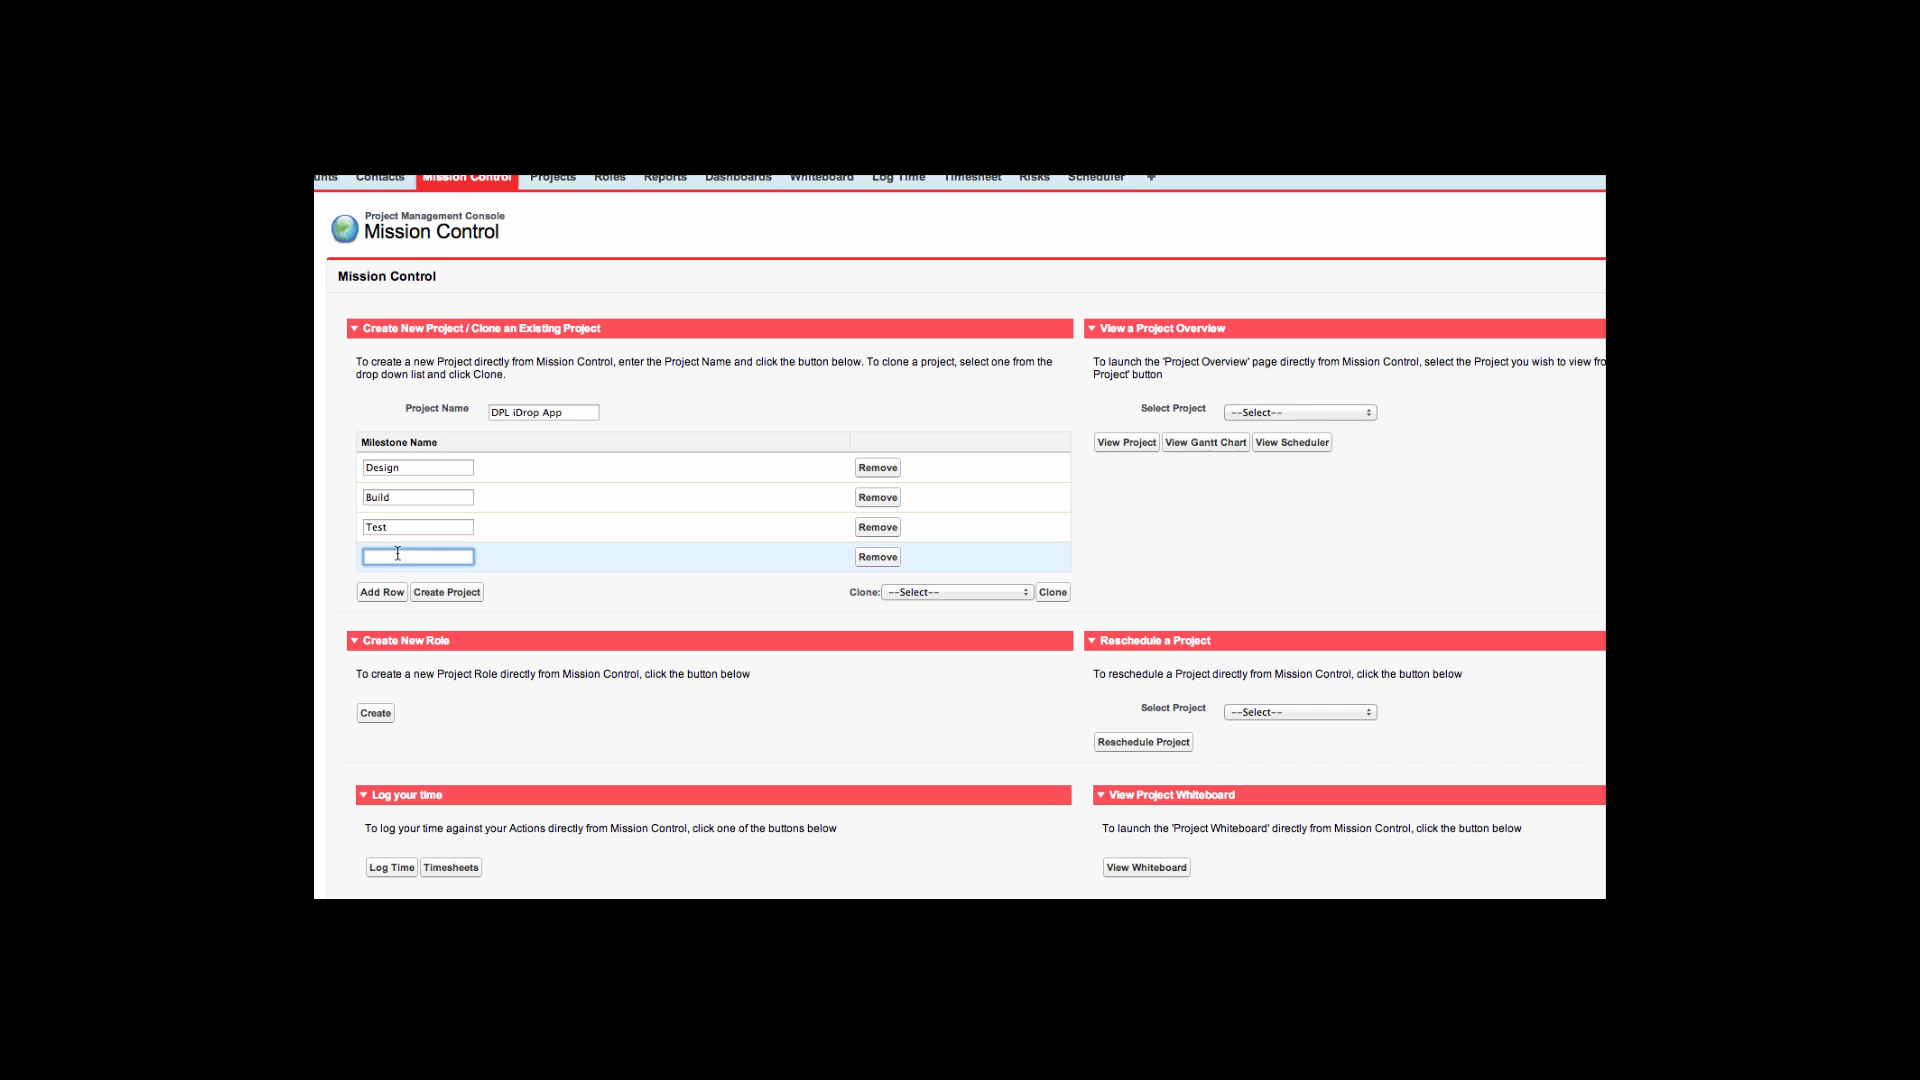 unts Contacts Mission Control Projects Roles Reports Dashboards Whiteboard Log Time Timesheet Risks Scheduler +
Project Management Console
Mission Control
Mission Control
Create New Project / Clone an Existing Project
To create a new Project directly from Mission Control, enter the Project Name and click the button below. To clone a project, select one from the
drop down list and click Clone.
Project Name DPL iDrop App
Milestone Name
Design Remove
Build Remove
Test Remove
Remove
Add Row Create Project Clone: --Select-- Clone
View a Project Overview
To launch the 'Project Overview' page directly from Mission Control, select the Project you wish to view fro
Project' button
Select Project --Select--
View Project View Gantt Chart View Scheduler
Create New Role
To create a new Project Role directly from Mission Control, click the button below
Create
Reschedule a Project
To reschedule a Project directly from Mission Control, click the button below
Select Project --Select--
Reschedule Project
Log your time
To log your time against your Actions directly from Mission Control, click one of the buttons below
Log Time Timesheets
View Project Whiteboard
To launch the 'Project Whiteboard' directly from Mission Control, click the button below
View Whiteboard